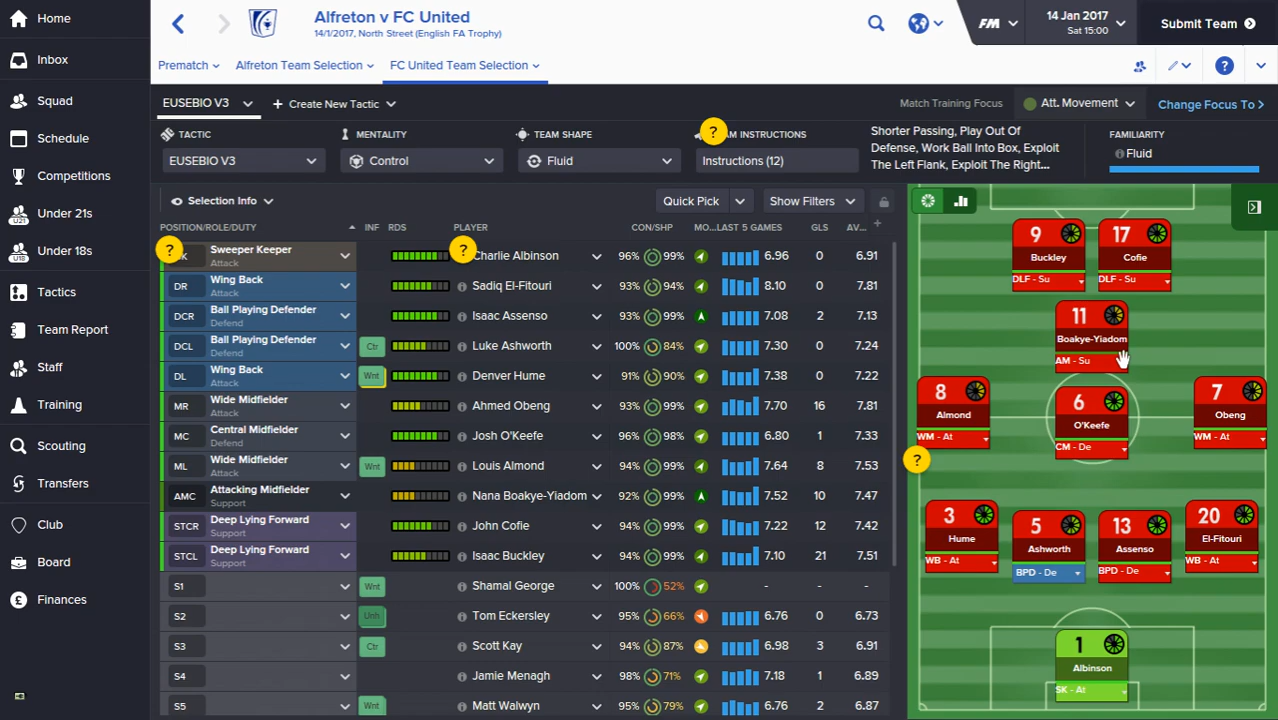 Home
Inbox
Squad
Schedule
Competitions
Under 21s
Under 18s
Tactics
Team Report
Staff
Training
Scouting
Transfers
Club
Board
Finances
Alfreton v FC United
14/1/2017, North Street (English FA Trophy)
FM
14 Jan 2017
Sat 15:00
Submit Team
Prematch
Alfreton Team Selection
FC United Team Selection
?
EUSEBIO V3
+ Create New Tactic
Match Training Focus
Att. Movement
Change Focus To >
TACTIC
MENTALITY
TEAM SHAPE
? AM INSTRUCTIONS
EUSEBIO V3
Control
Fluid
Instructions (12)
Shorter Passing, Play Out Of
Defense, Work Ball Into Box, Exploit
The Left Flank, Exploit The Right...
FAMILIARITY
Fluid
Selection Info
Quick Pick
Show Filters
POSITION/ROLE/DUTY INF RDS PLAYER CON/SHP MO... LAST 5 GAMES GLS AV...
? K Sweeper Keeper Attack ? Charlie Albinson 96% 99% 6.96 0 6.91
DR Wing Back Attack Sadiq El-Fitouri 93% 94% 8.10 0 7.81
DCR Ball Playing Defender Defend Isaac Assenso 93% 99% 7.08 2 7.13
DCL Ball Playing Defender Defend Ctr Luke Ashworth 100% 84% 7.30 0 7.24
DL Wing Back Attack Wnt Denver Hume 91% 90% 7.38 0 7.22
MR Wide Midfielder Attack Ahmed Obeng 93% 99% 7.70 16 7.81
MC Central Midfielder Defend Josh O'Keefe 96% 98% 6.80 1 7.33
ML Wide Midfielder Attack Wnt Louis Almond 94% 99% 7.64 8 7.53
AMC Attacking Midfielder Support Nana Boakye-Yiadom 92% 99% 7.52 10 7.47
STCR Deep Lying Forward Support John Cofie 94% 99% 7.22 12 7.42
STCL Deep Lying Forward Support Isaac Buckley 94% 99% 7.10 21 7.51
S1 Wnt Shamal George 100% 52% - - -
S2 Unh Tom Eckersley 95% 66% 6.76 0 6.73
S3 Ctr Scott Kay 94% 87% 6.98 3 6.91
S4 Jamie Menagh 98% 71% 7.18 1 6.89
S5 Wnt Matt Walwyn 95% 79% 6.76 2 6.87
9
Buckley
DLF - Su
17
Cofie
DLF - Su
11
Boakye-Yiadom
AM - Su
8
Almond
WM - At
6
O'Keefe
CM - De
7
Obeng
WM - At
?
3
Hume
WB - At
5
Ashworth
BPD - De
13
Assenso
BPD - De
20
El-Fitouri
WB - At
1
Albinson
SK - At